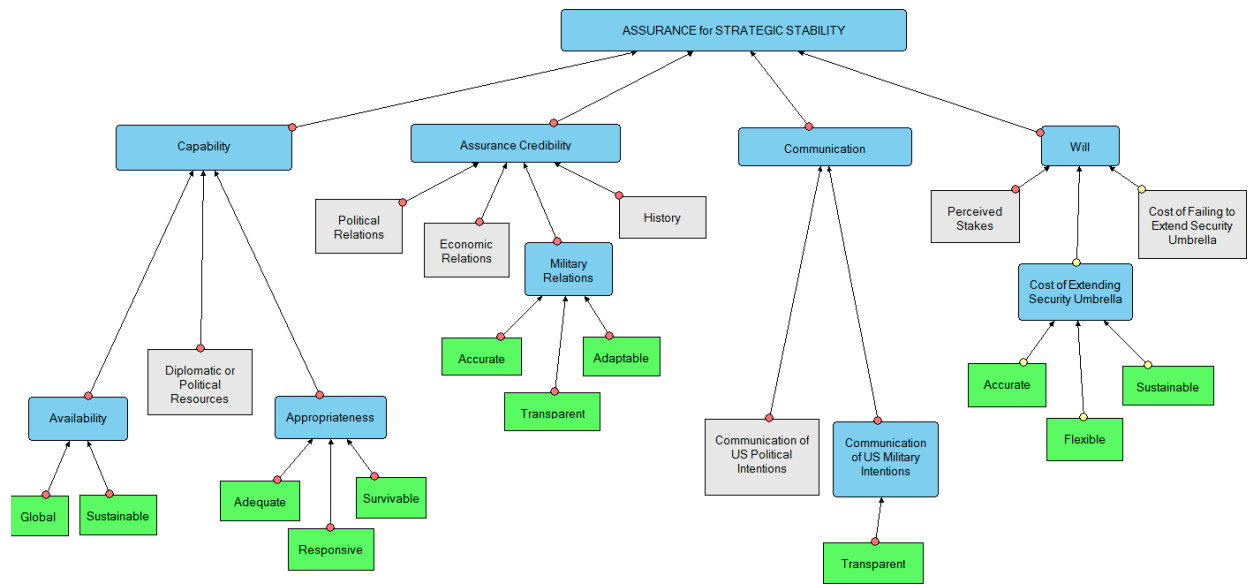 ASSURANCE for STRATEGIC STABILITY
Capability
Assurance Credibility
Communication
Will
Political
Relations
Economic
Relations
Military
Relations
History
Perceived
Stakes
Cost of Failing to
Extend Security
Umbrella
Cost of Extending
Security Umbrella
Diplomatic or
Political
Resources
Accurate
Adaptable
Transparent
Accurate
Sustainable
Flexible
Availability
Appropriateness
Communication of
US Political
Intentions
Communication
of US Military
Intentions
Global
Sustainable
Adequate
Survivable
Responsive
Transparent